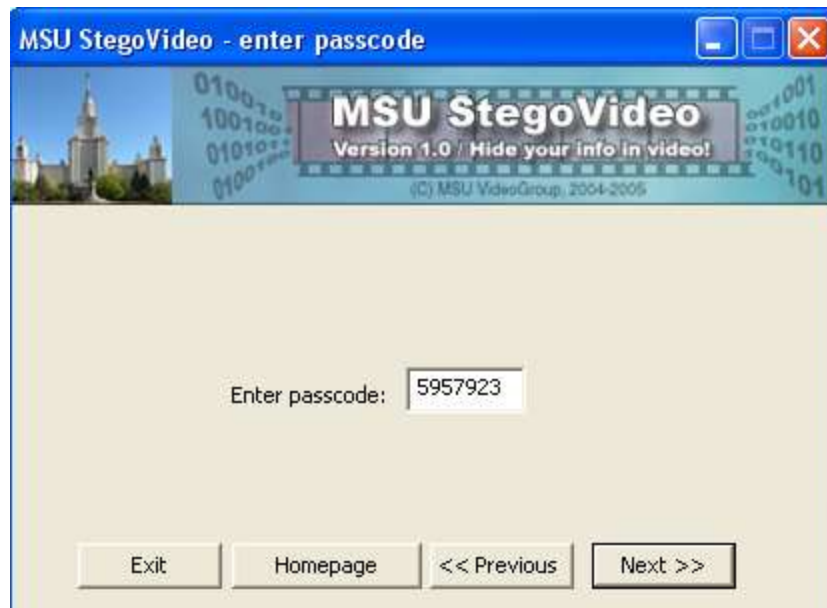 MSU StegoVideo - enter passcode
MSU StegoVideo
Version 1.0 / Hide your info in video!
(C) MSU VideoGroup, 2004-2005
Enter passcode: 5957923
Exit Homepage << Previous Next >>